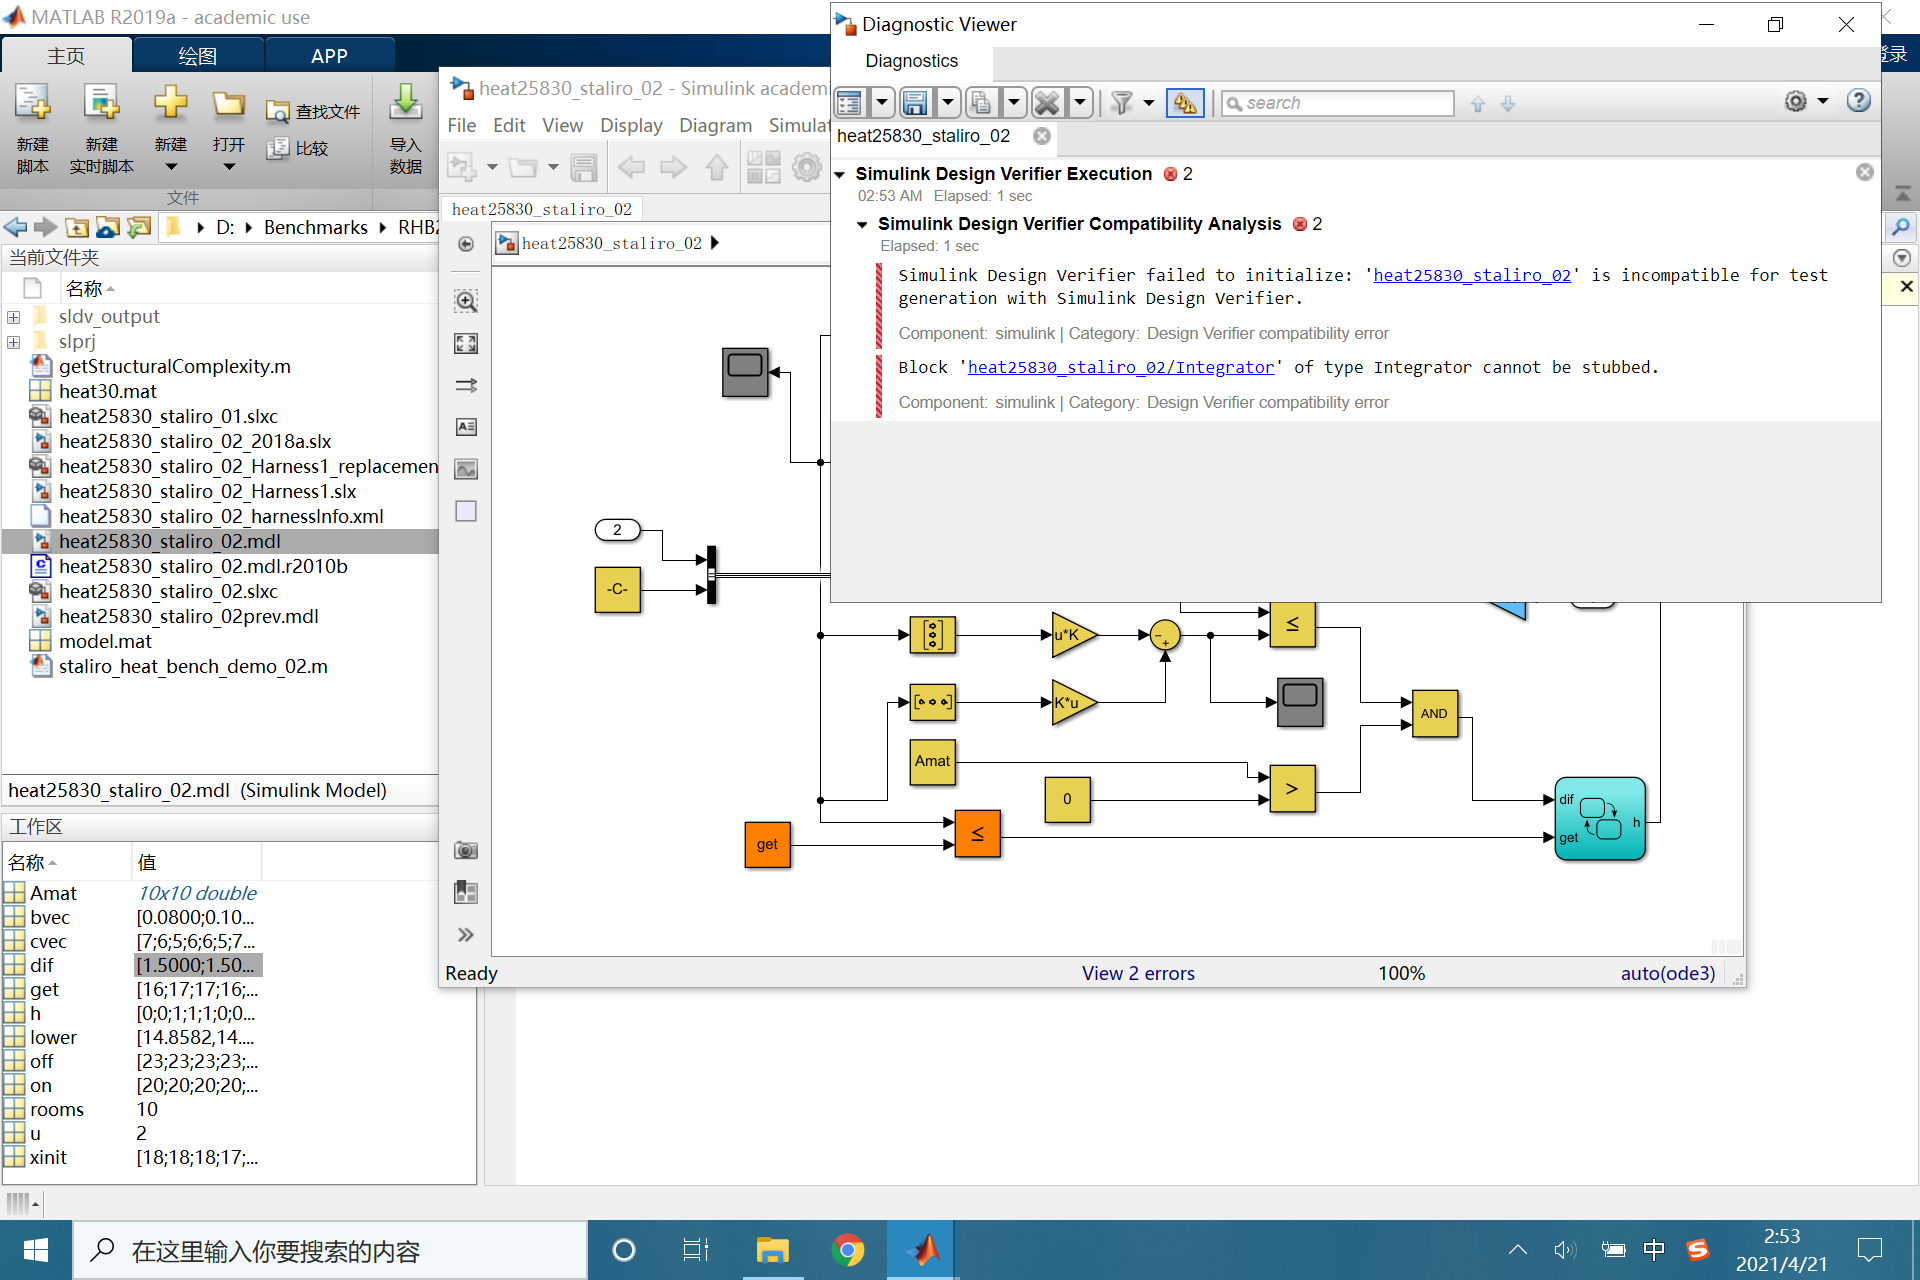 MATLAB R2019a - academic use
主页
绘图
APP
登录
新建
脚本
新建
实时脚本
新建
打开
查找文件
比较
导入
数据
文件
D:
Benchmarks
当前文件夹
名称
sldv_output
slprj
getStructuralComplexity.m
heat30.mat
heat25830_staliro_01.slxc
heat25830_staliro_02_2018a.slx
heat25830_staliro_02_Harness1_replacemen
heat25830_staliro_02_Harness1.slx
heat25830_staliro_02_harnessInfo.xml
heat25830_staliro_02.mdl
heat25830_staliro_02.mdl.r2010b
heat25830_staliro_02.slxc
heat25830_staliro_02prev.mdl
model.mat
staliro_heat_bench_demo_02.m
heat25830_staliro_02.mdl (Simulink Model)
工作区
名称 值
Amat 10x10 double
bvec [0.0800;0.10...
cvec [7;6;5;6;6;5;7...
dif [1.5000;1.50...
get [16;17;17;16;...
h [0;0;1;1;1;0;0...
lower [14.8582,14....
off [23;23;23;23;...
on [20;20;20;20;...
rooms 10
u 2
xinit [18;18;18;17;...
heat25830_staliro_02 - Simulink academi
File Edit View Display Diagram Simulat
heat25830_staliro_02
heat25830_staliro_02
2
-C-
u*K
-
+
≤
K*u
AND
Amat
0
>
get
≤
dif
get
h
Ready
View 2 errors
100%
auto(ode3)
Diagnostic Viewer
Diagnostics
search
heat25830_staliro_02
Simulink Design Verifier Execution 2
02:53 AM Elapsed: 1 sec
Simulink Design Verifier Compatibility Analysis 2
Elapsed: 1 sec
Simulink Design Verifier failed to initialize: 'heat25830_staliro_02' is incompatible for test
generation with Simulink Design Verifier.
Component: simulink | Category: Design Verifier compatibility error
Block 'heat25830_staliro_02/Integrator' of type Integrator cannot be stubbed.
Component: simulink | Category: Design Verifier compatibility error
在这里输入你要搜索的内容
中
2:53
2021/4/21